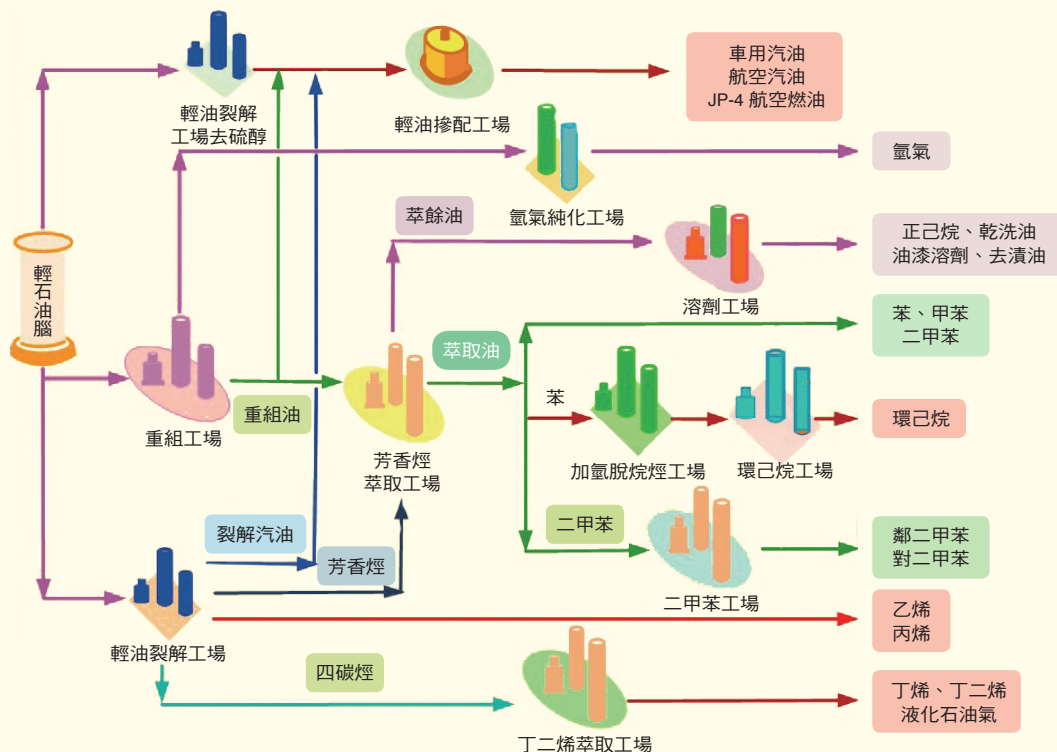 輕油裂解
工場去硫醇
輕油摻配工場
車用汽油
航空汽油
JP-4 航空燃油
氫氣純化工場
氫氣
萃餘油
溶劑工場
正己烷、乾洗油
油漆溶劑、去漬油
輕石油腦
重組工場
重組油
芳香烴
萃取工場
萃取油
苯、甲苯
二甲苯
苯
加氫脫烷烴工場
環己烷工場
環己烷
裂解汽油
芳香烴
二甲苯
二甲苯工場
鄰二甲苯
對二甲苯
輕油裂解工場
乙烯
丙烯
四碳烴
丁二烯萃取工場
丁烯、丁二烯
液化石油氣